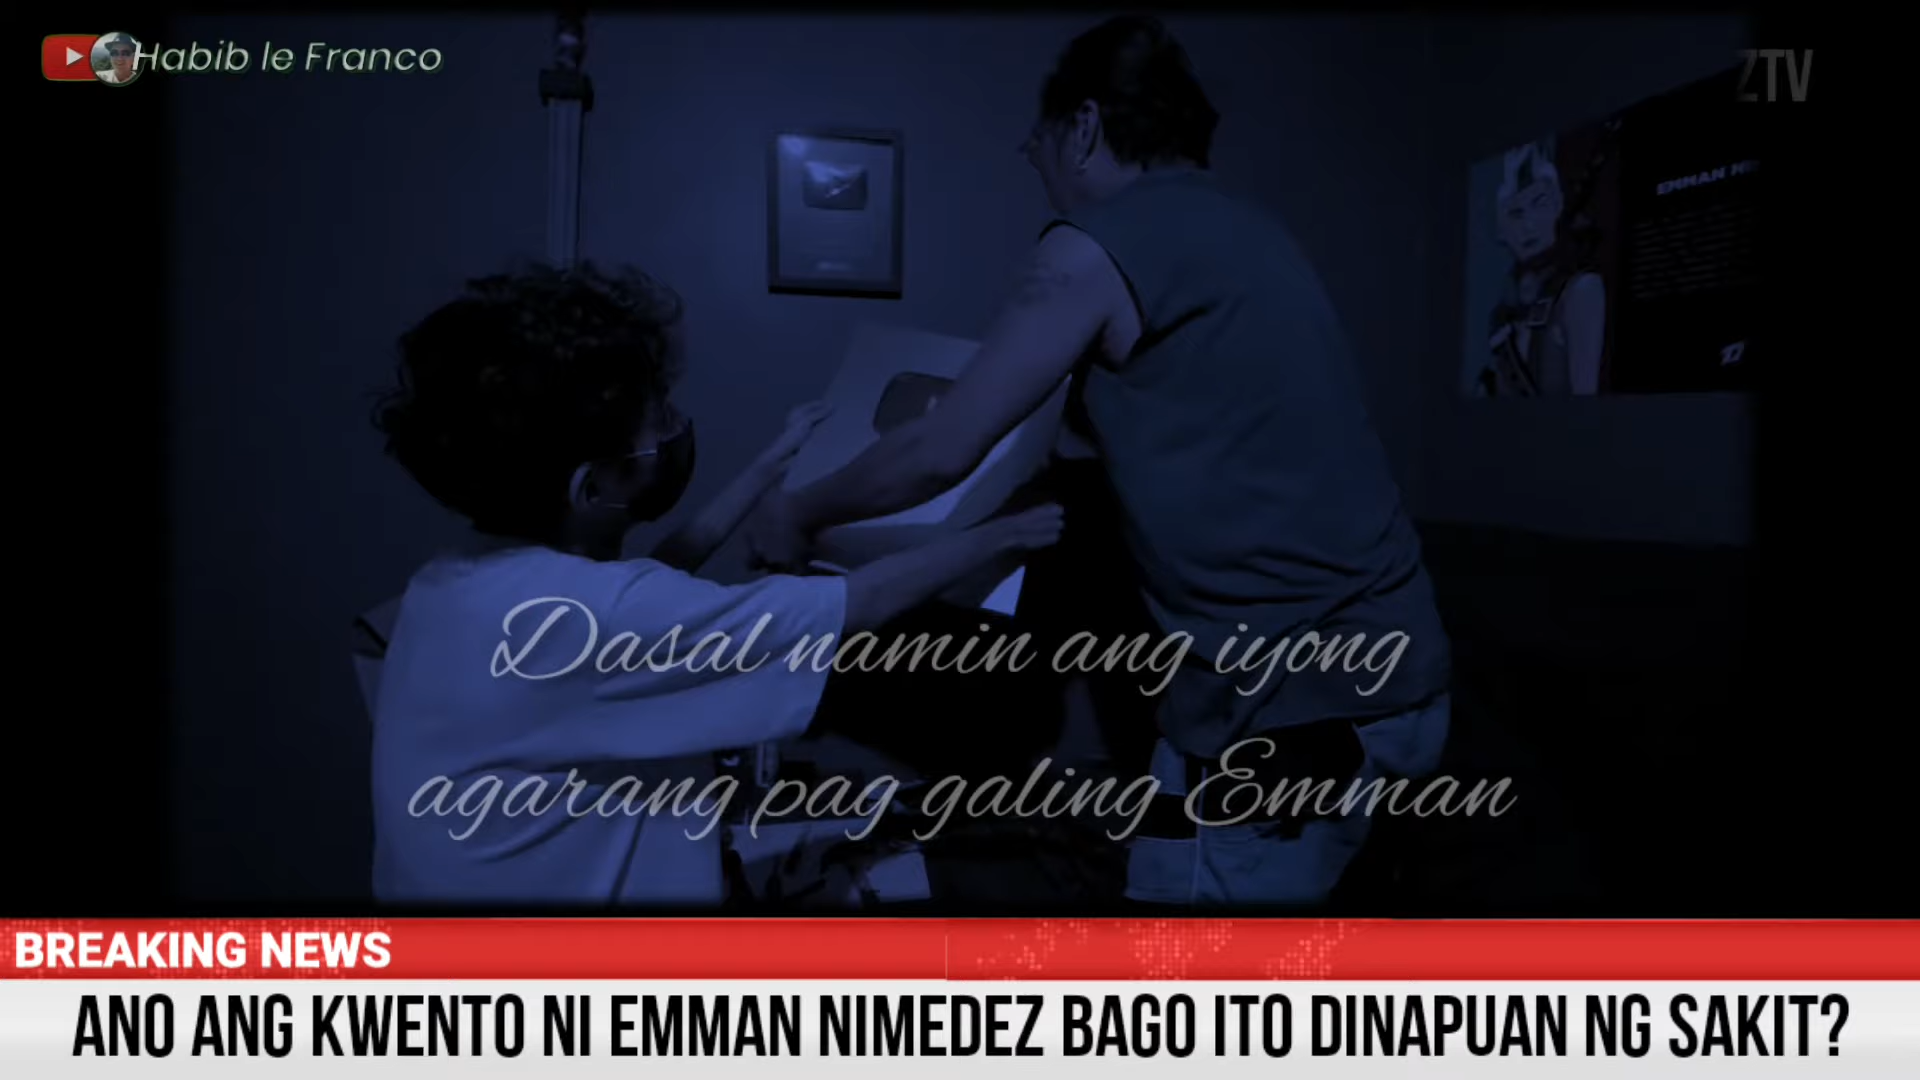 Habib le Franco
ZTV
EMMAN
Dasal namin ang iyong
agarang pag galing Emman
BREAKING NEWS
ANO ANG KWENTO NI EMMAN NIMEDEZ BAGO ITO DINAPUAN NG SAKIT?